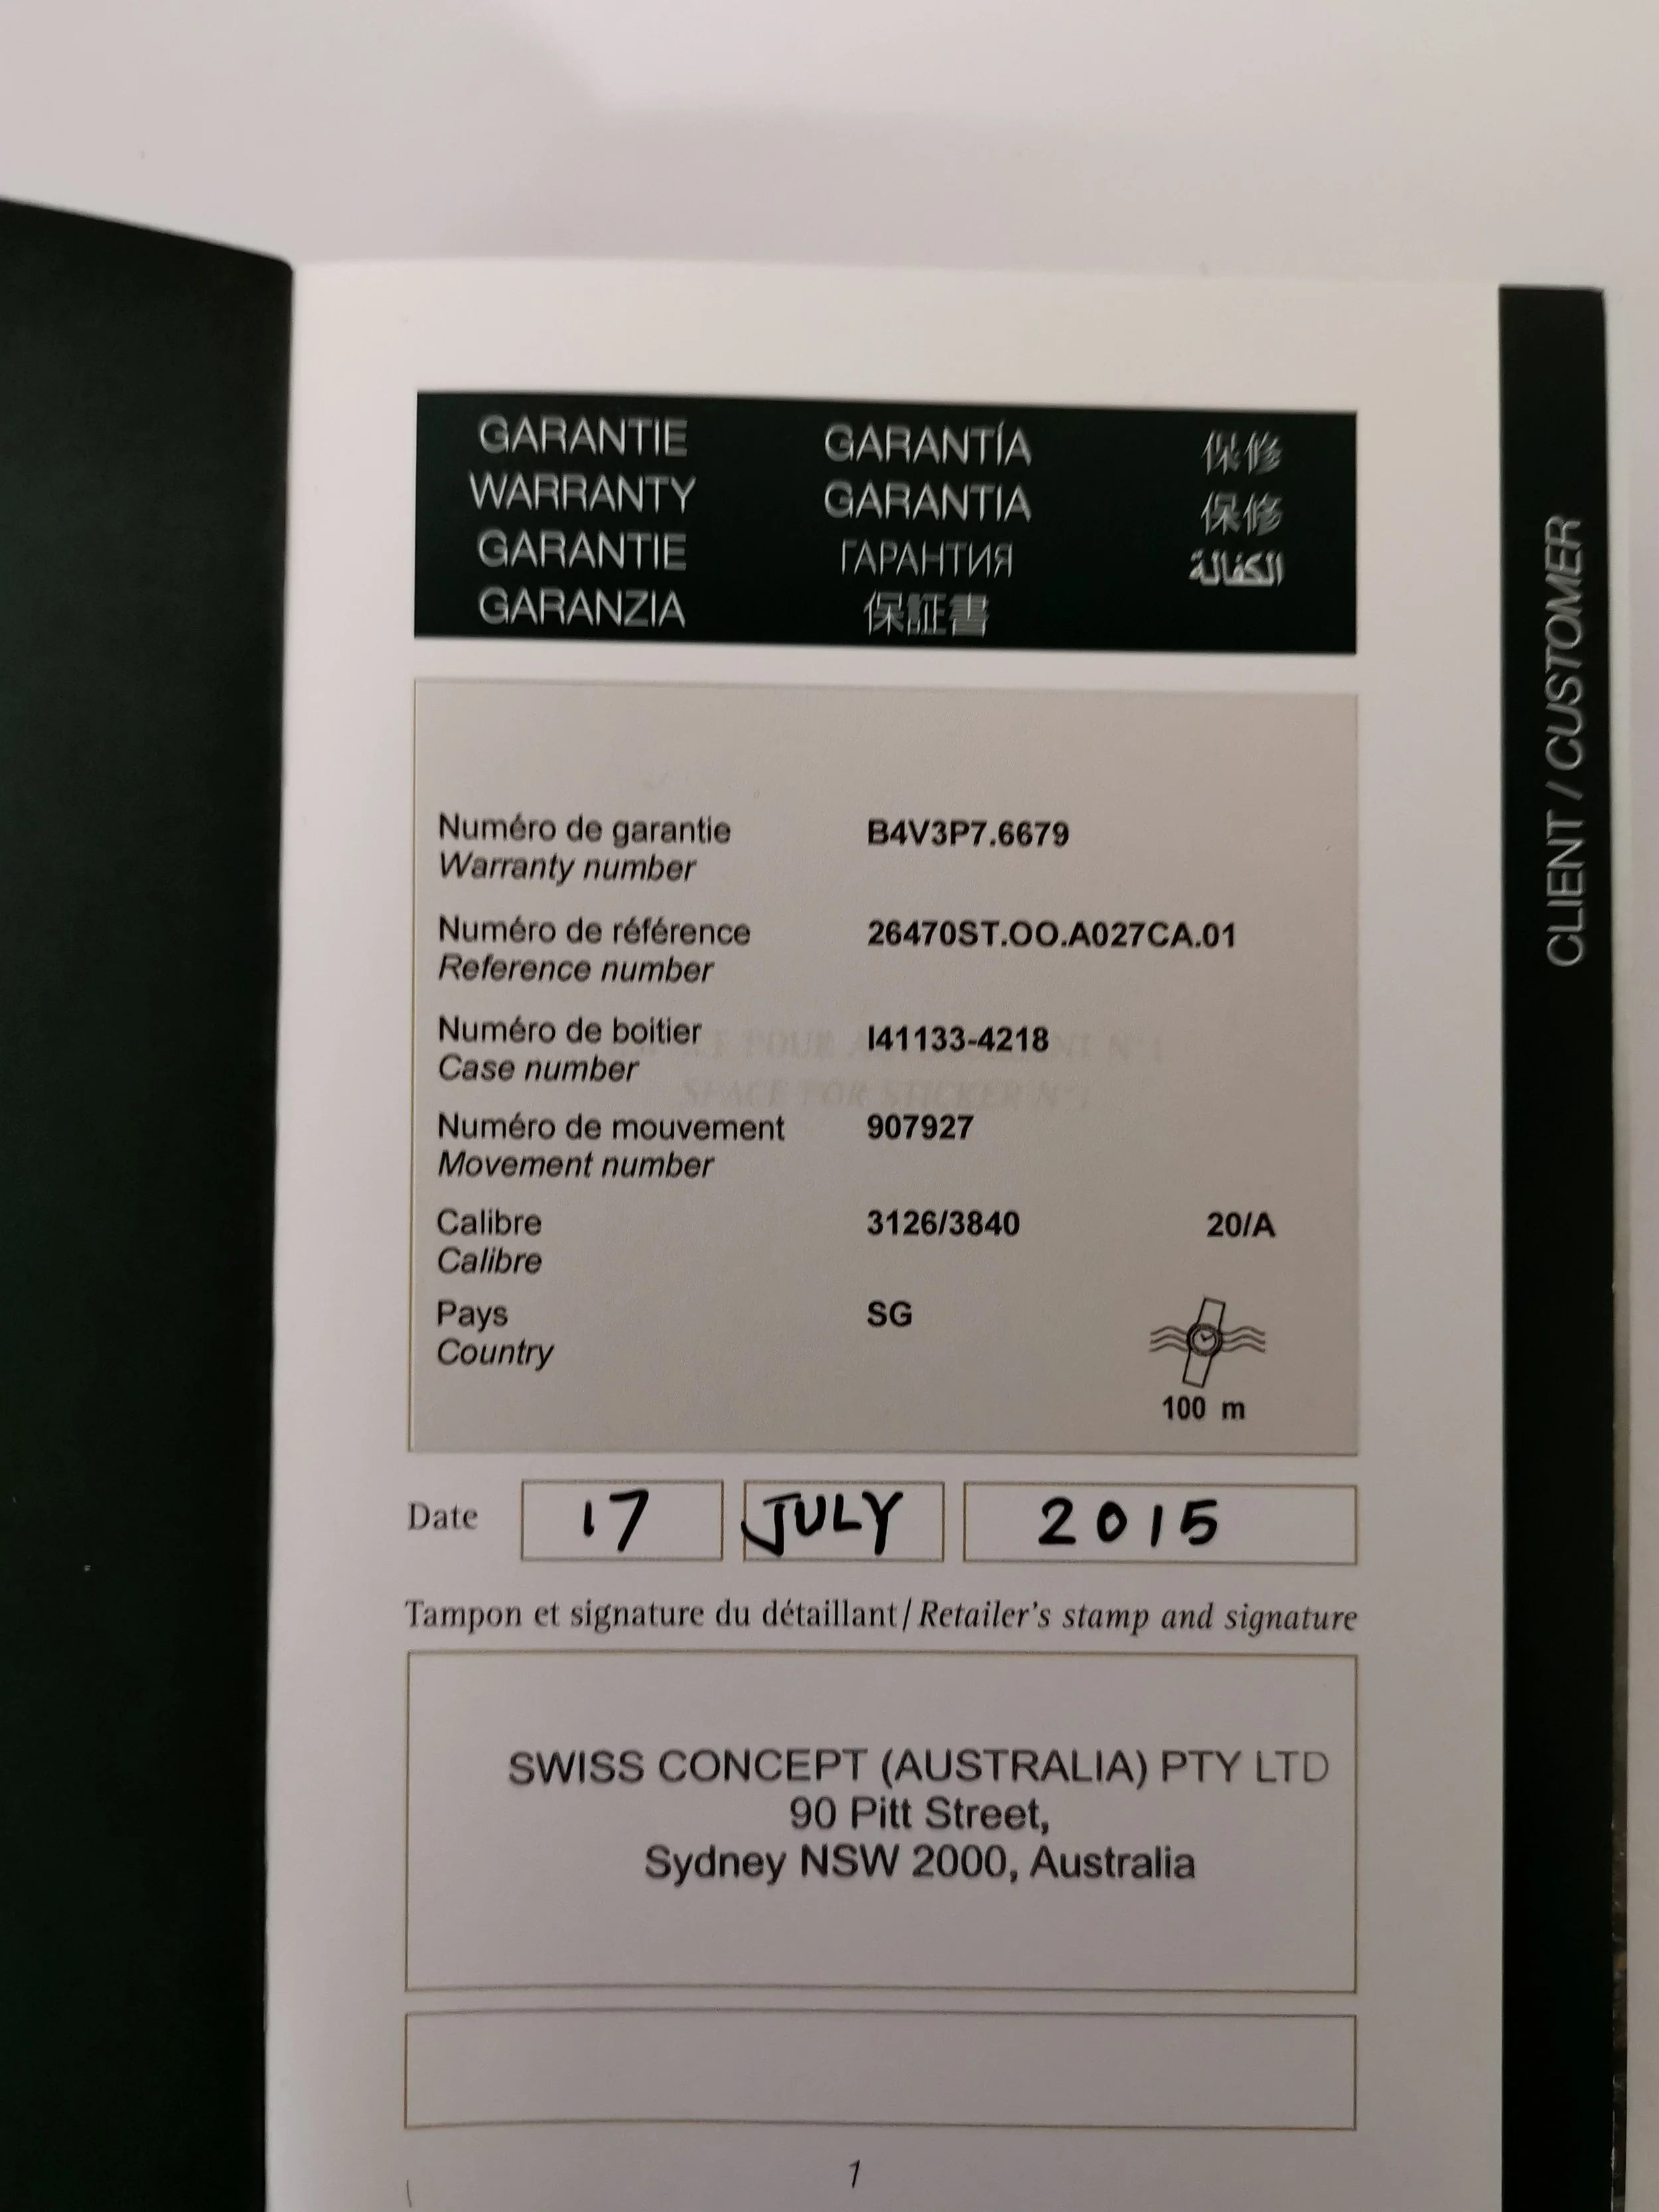 GARANTIE
WARRANTY
GARANTIE
GARANZIA
GARANTÍA
GARANTIA
ГАРАНТИЯ
保証書
保修
保修
الكفالة
CLIENT / CUSTOMER
Numéro de garantie B4V3P7.6679
Warranty number
Numéro de référence 26470ST.OO.A027CA.01
Reference number
Numéro de boitier I41133-4218
Case number
SPACE FOR STICKER N°1
Numéro de mouvement 907927
Movement number
Calibre 3126/3840 20/A
Calibre
Pays SG
Country
100 m
Date 17 JULY 2015
Tampon et signature du détaillant/Retailer's stamp and signature
SWISS CONCEPT (AUSTRALIA) PTY LTD
90 Pitt Street,
Sydney NSW 2000, Australia
1